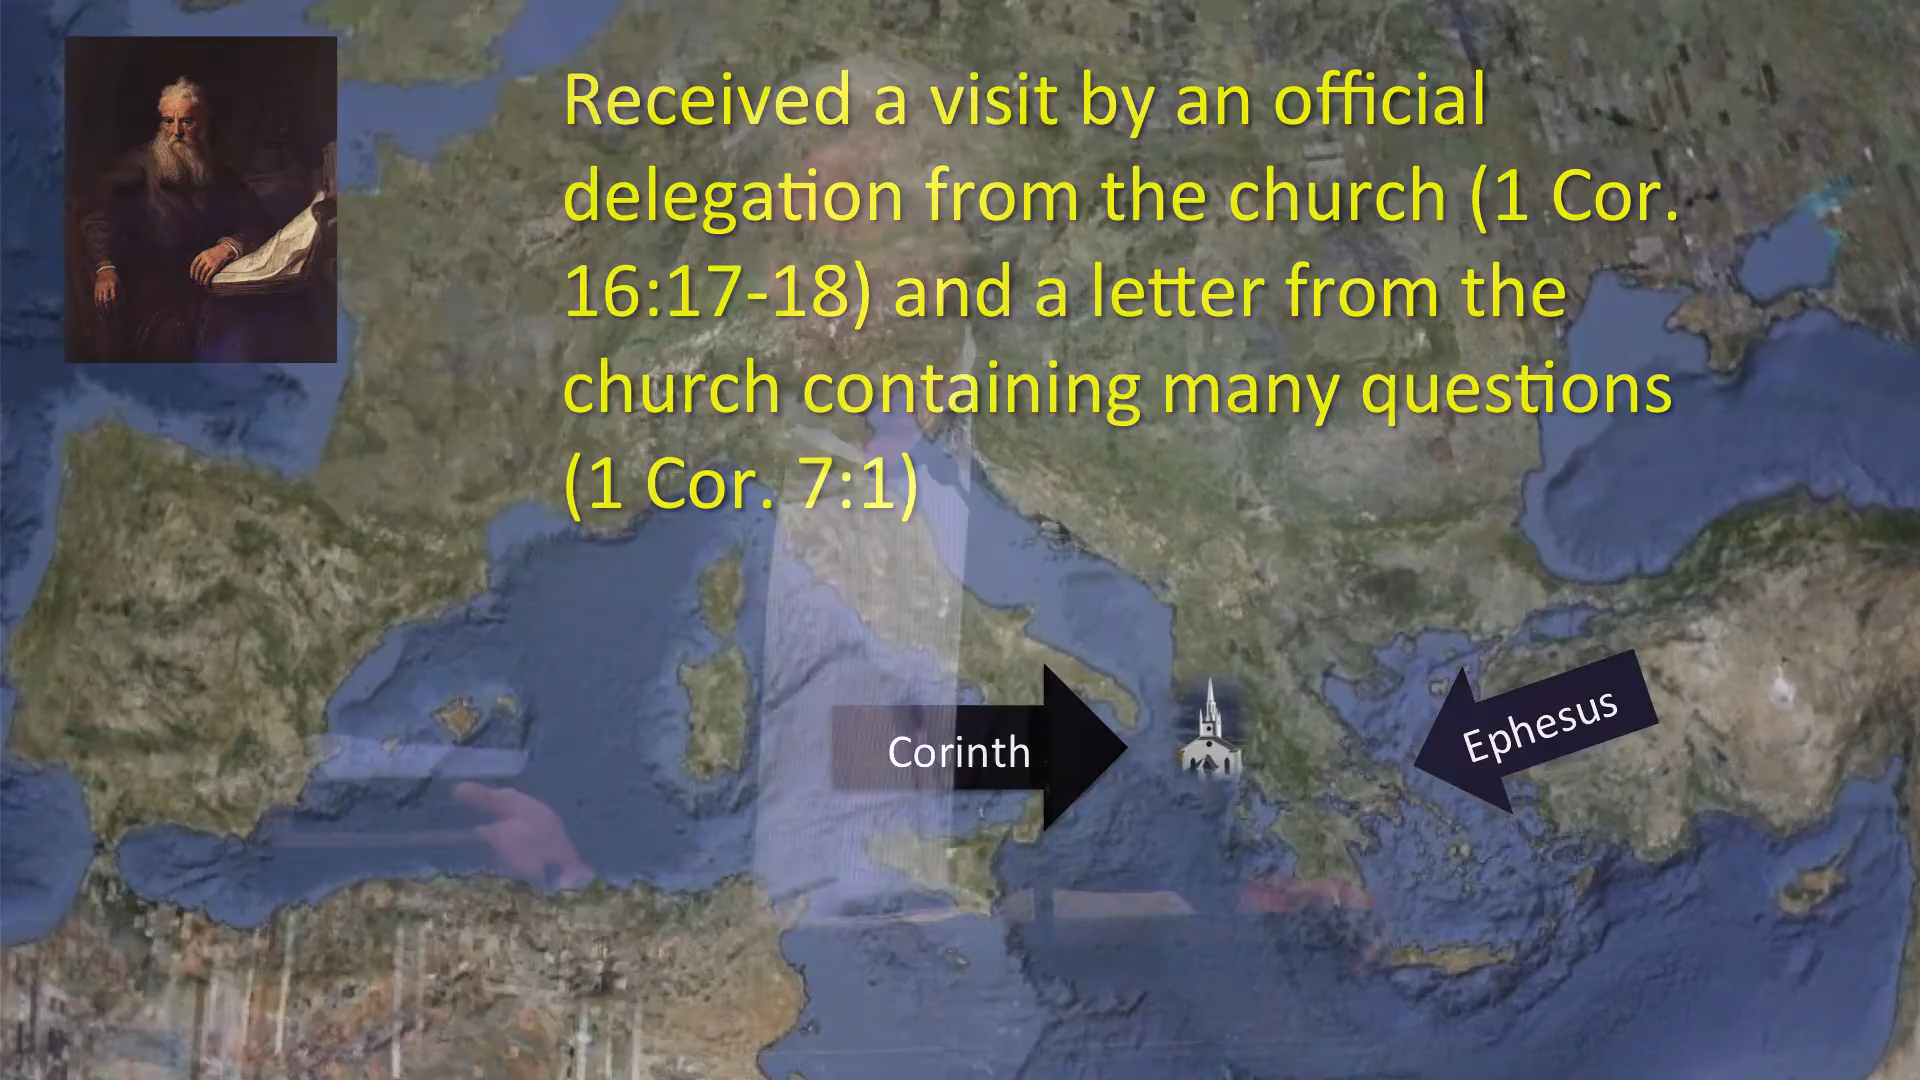 Received a visit by an official
delegation from the church (1 Cor.
16:17-18) and a letter from the
church containing many questions
(1 Cor. 7:1)
Corinth
Ephesus